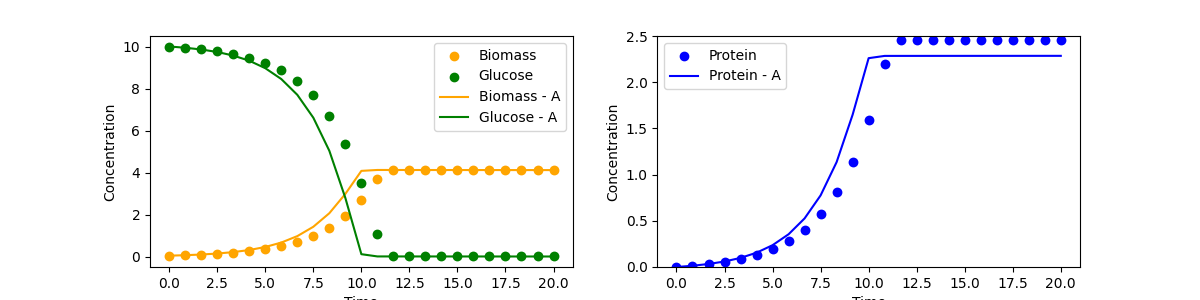 Concentration
10
8
6
4
2
0
0.0 2.5 5.0 7.5 10.0 12.5 15.0 17.5 20.0
Time
Biomass
Glucose
Biomass - A
Glucose - A
Concentration
2.5
2.0
1.5
1.0
0.5
0.0
0.0 2.5 5.0 7.5 10.0 12.5 15.0 17.5 20.0
Time
Protein
Protein - A